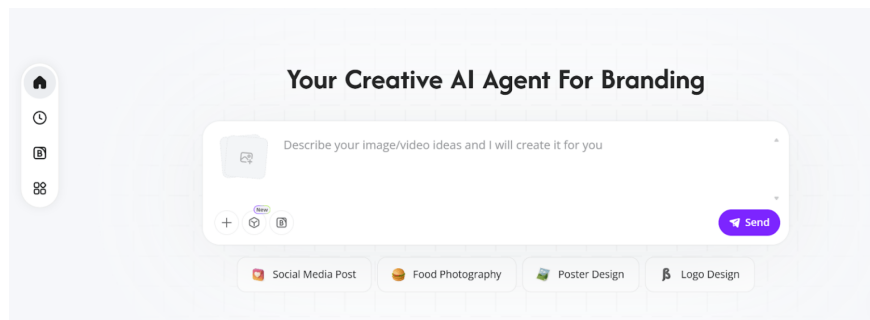 Your Creative AI Agent For Branding
Describe your image/video ideas and I will create it for you
New
B
Send
Social Media Post
Food Photography
Poster Design
Logo Design